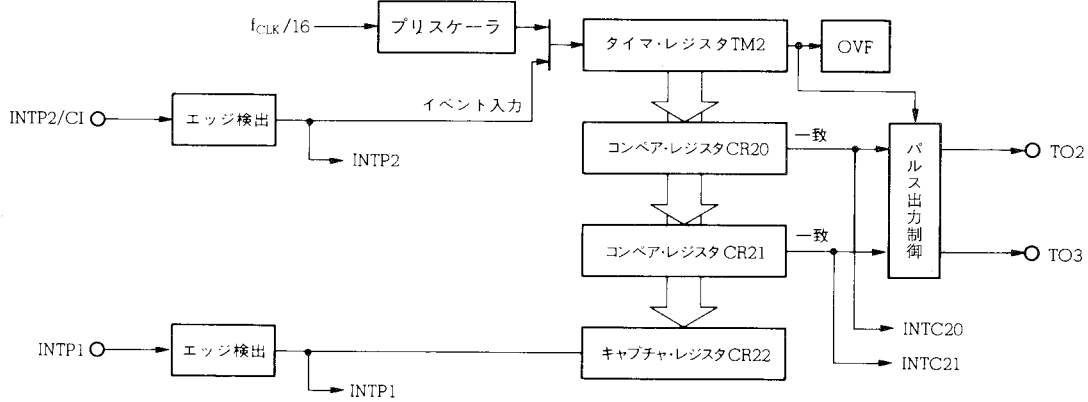 fCLK/16
プリスケーラ
タイマ・レジスタTM2
OVF
イベント入力
INTP2/CI
エッジ検出
INTP2
コンペア・レジスタCR20
一致
パルス出力制御
TO2
コンペア・レジスタCR21
一致
TO3
INTC20
INTP1
エッジ検出
キャプチャ・レジスタCR22
INTC21
INTP1